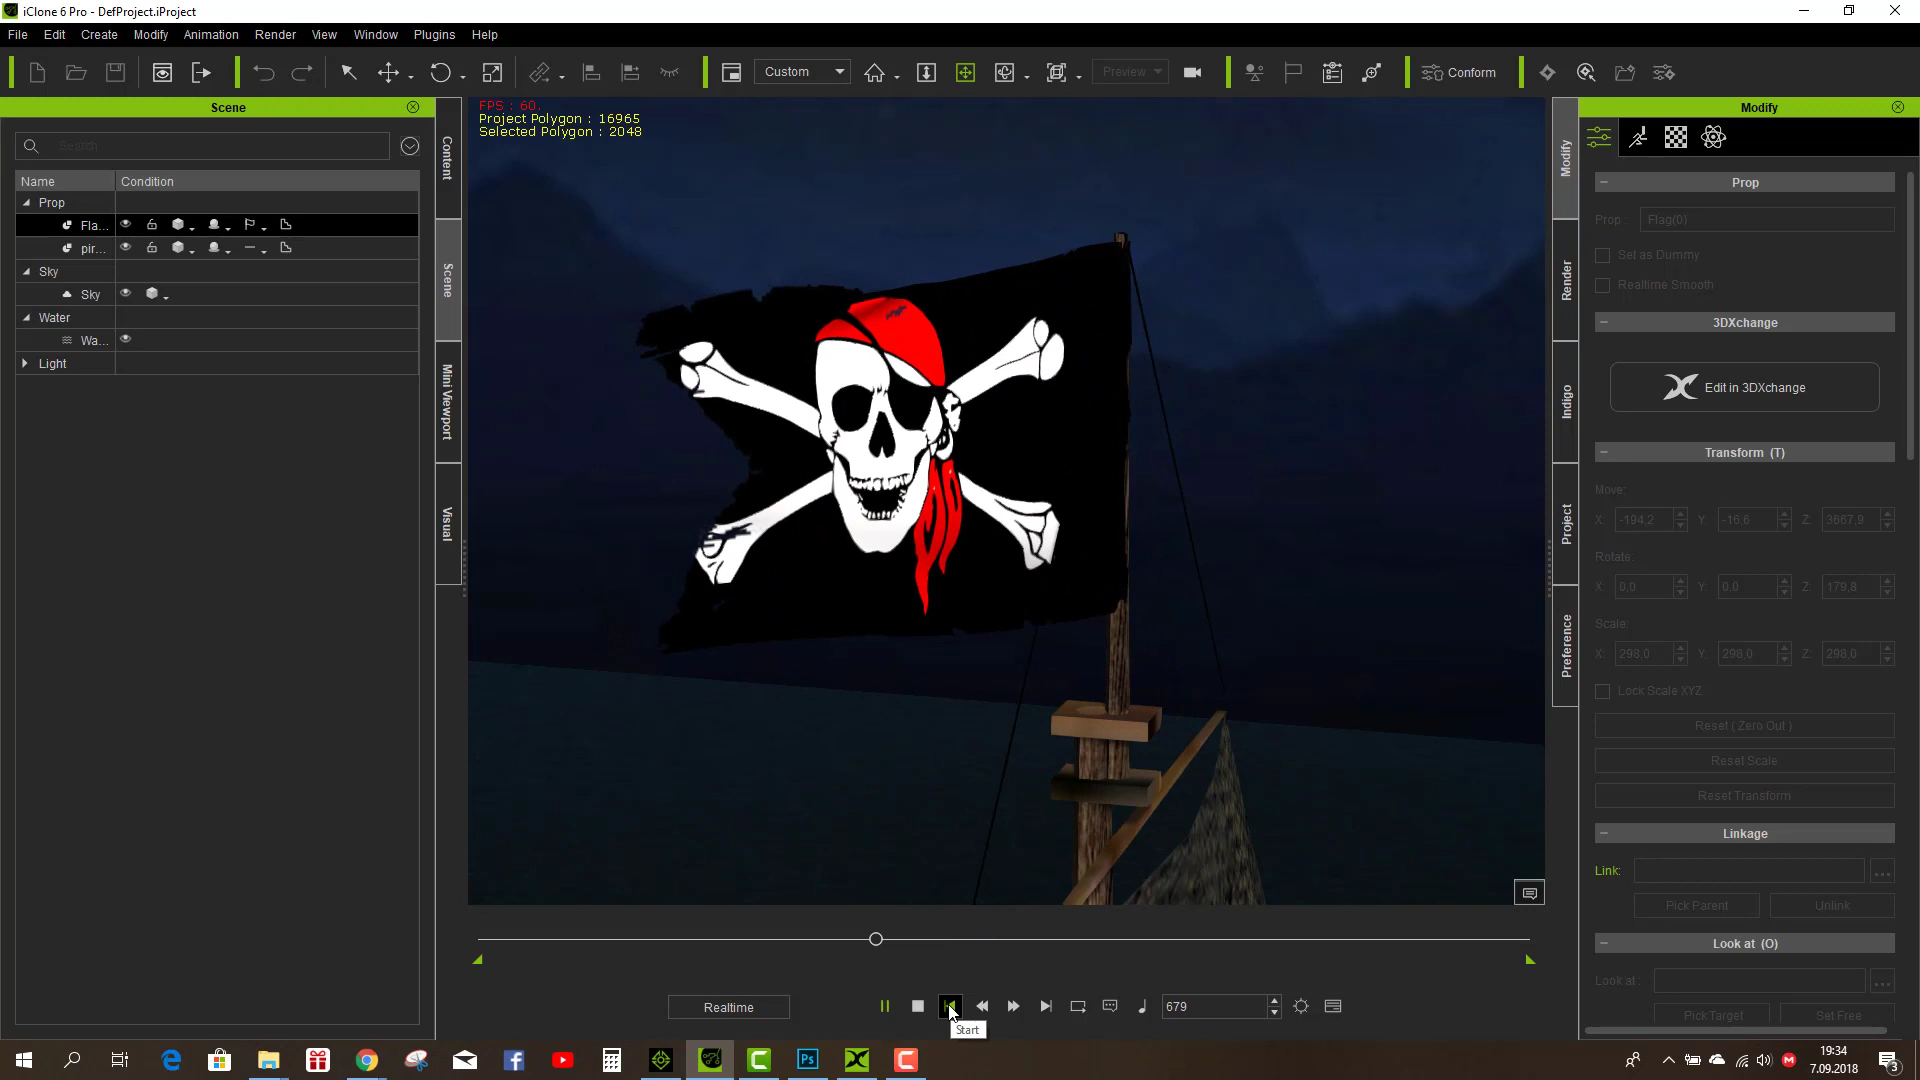 iClone 6 Pro - DefProject.iProject
File Edit Create Modify Animation Render View Window Plugins Help
Custom Preview Conform
Scene
Search
Name Condition
Prop
Fla...
pir...
Sky
Sky
Water
Wa...
Light
Content
Scene
Mini Viewport
Visual
FPS : 60.
Project Polygon : 16965
Selected Polygon : 2048
Realtime
679
Start
Modify
Render
Indigo
Project
Preference
Modify
Prop
Prop : Flag(0)
Set as Dummy
Realtime Smooth
3DXchange
Edit in 3DXchange
Transform (T)
Move:
X: -194,2 Y: -16,6 Z: 3667,9
Rotate:
X: 0,0 Y: 0,0 Z: 179,8
Scale:
X: 298,0 Y: 298,0 Z: 298,0
Lock Scale XYZ
Reset ( Zero Out )
Reset Scale
Reset Transform
Linkage
Link: ...
Pick Parent Unlink
Look at (O)
Look at : ...
Pick Target Set Free
Ps
19:34
7.09.2018
3